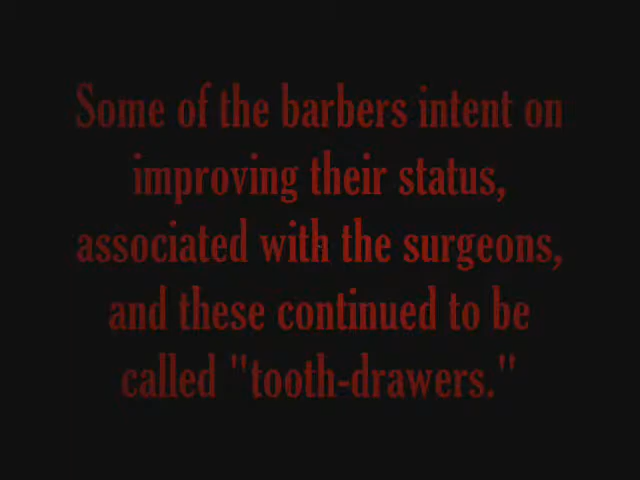 Some of the barbers intent on
improving their status,
associated with the surgeons,
and these continued to be
called "tooth-drawers."